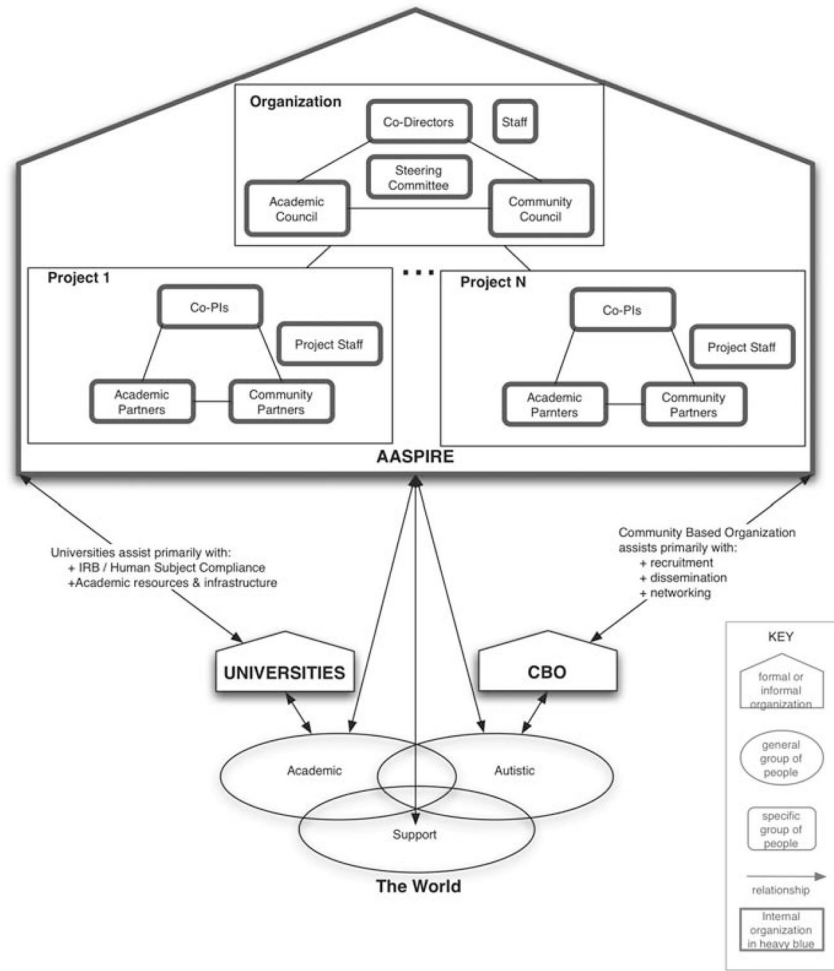 Organization
Co-Directors
Staff
Steering
Committee
Academic
Council
Community
Council
...
Project 1
Co-PIs
Project Staff
Academic
Partners
Community
Partners
Project N
Co-PIs
Project Staff
Academic
Parnters
Community
Partners
AASPIRE
Universities assist primarily with:
+ IRB / Human Subject Compliance
+Academic resources & infrastructure
Community Based Organization
assists primarily with:
+ recruitment
+ dissemination
+ networking
UNIVERSITIES
CBO
Academic
Autistic
Support
The World
KEY
formal or
informal
organization
general
group of
people
specific
group of
people
relationship
Internal
organization
in heavy blue